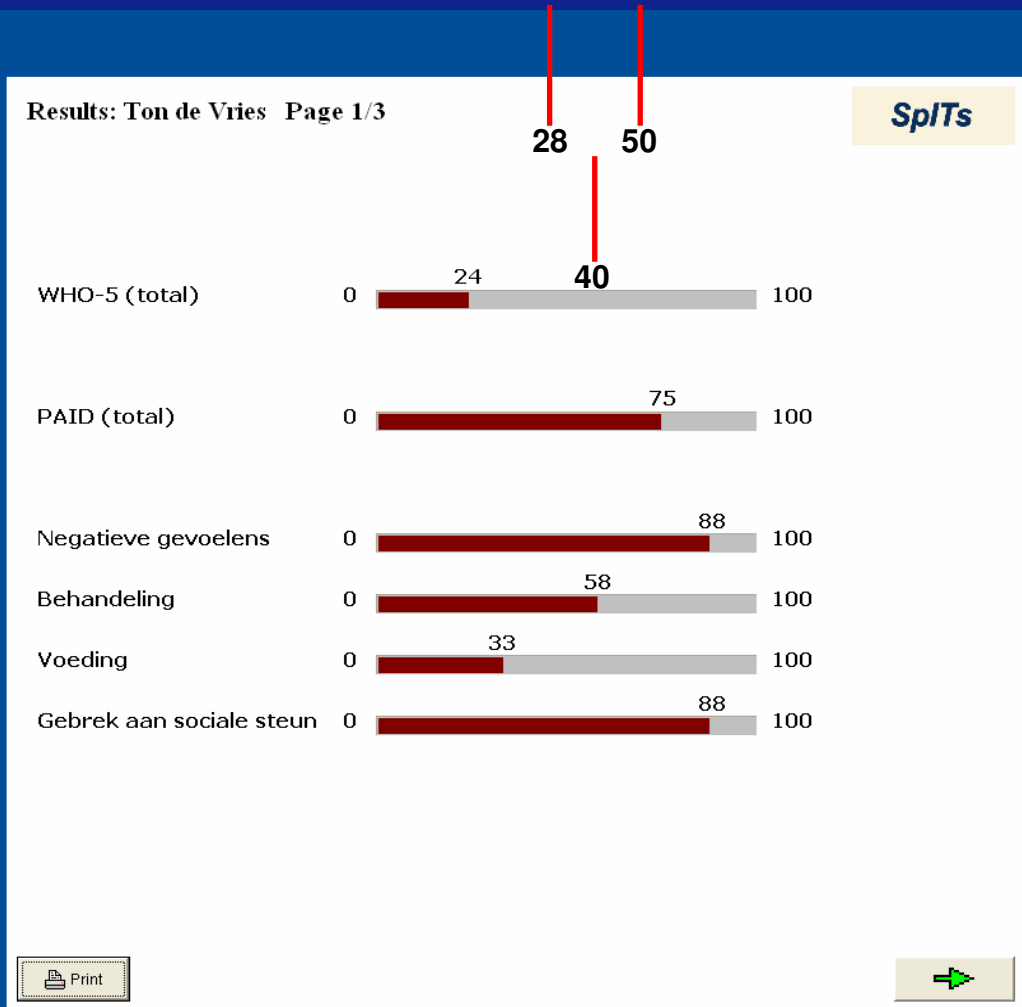 Results: Ton de Vries Page 1/3
SpITs
28 50
24 40
WHO-5 (total) 0 100
75
PAID (total) 0 100
88
Negatieve gevoelens 0 100
58
Behandeling 0 100
33
Voeding 0 100
88
Gebrek aan sociale steun 0 100
Print